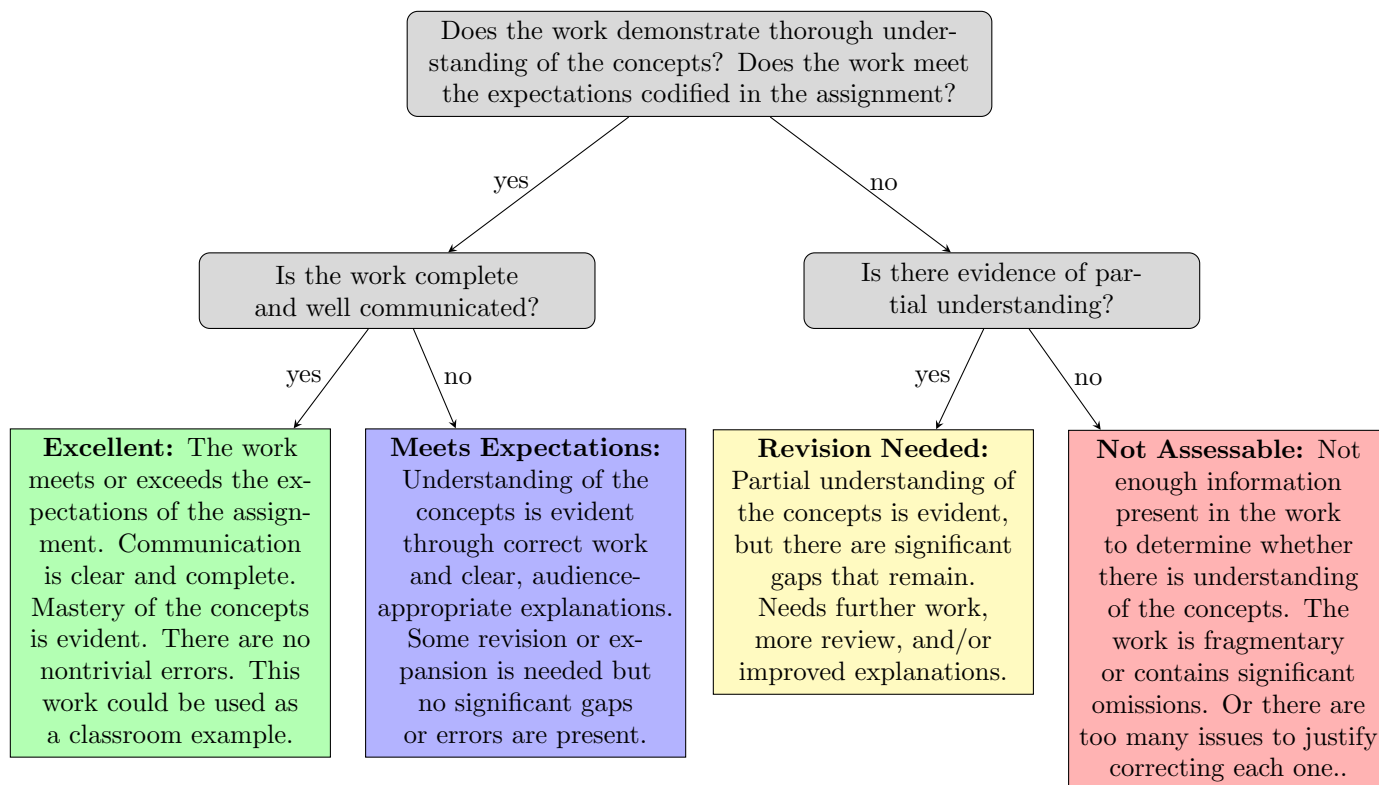 Does the work demonstrate thorough under-
standing of the concepts? Does the work meet
the expectations codified in the assignment?
yes
no
Is the work complete
and well communicated?
Is there evidence of par-
tial understanding?
yes
no
yes
no
Excellent: The work
meets or exceeds the ex-
pectations of the assign-
ment. Communication
is clear and complete.
Mastery of the concepts
is evident. There are no
nontrivial errors. This
work could be used as
a classroom example.
Meets Expectations:
Understanding of the
concepts is evident
through correct work
and clear, audience-
appropriate explanations.
Some revision or ex-
pansion is needed but
no significant gaps
or errors are present.
Revision Needed:
Partial understanding of
the concepts is evident,
but there are significant
gaps that remain.
Needs further work,
more review, and/or
improved explanations.
Not Assessable: Not
enough information
present in the work
to determine whether
there is understanding
of the concepts. The
work is fragmentary
or contains significant
omissions. Or there are
too many issues to justify
correcting each one..